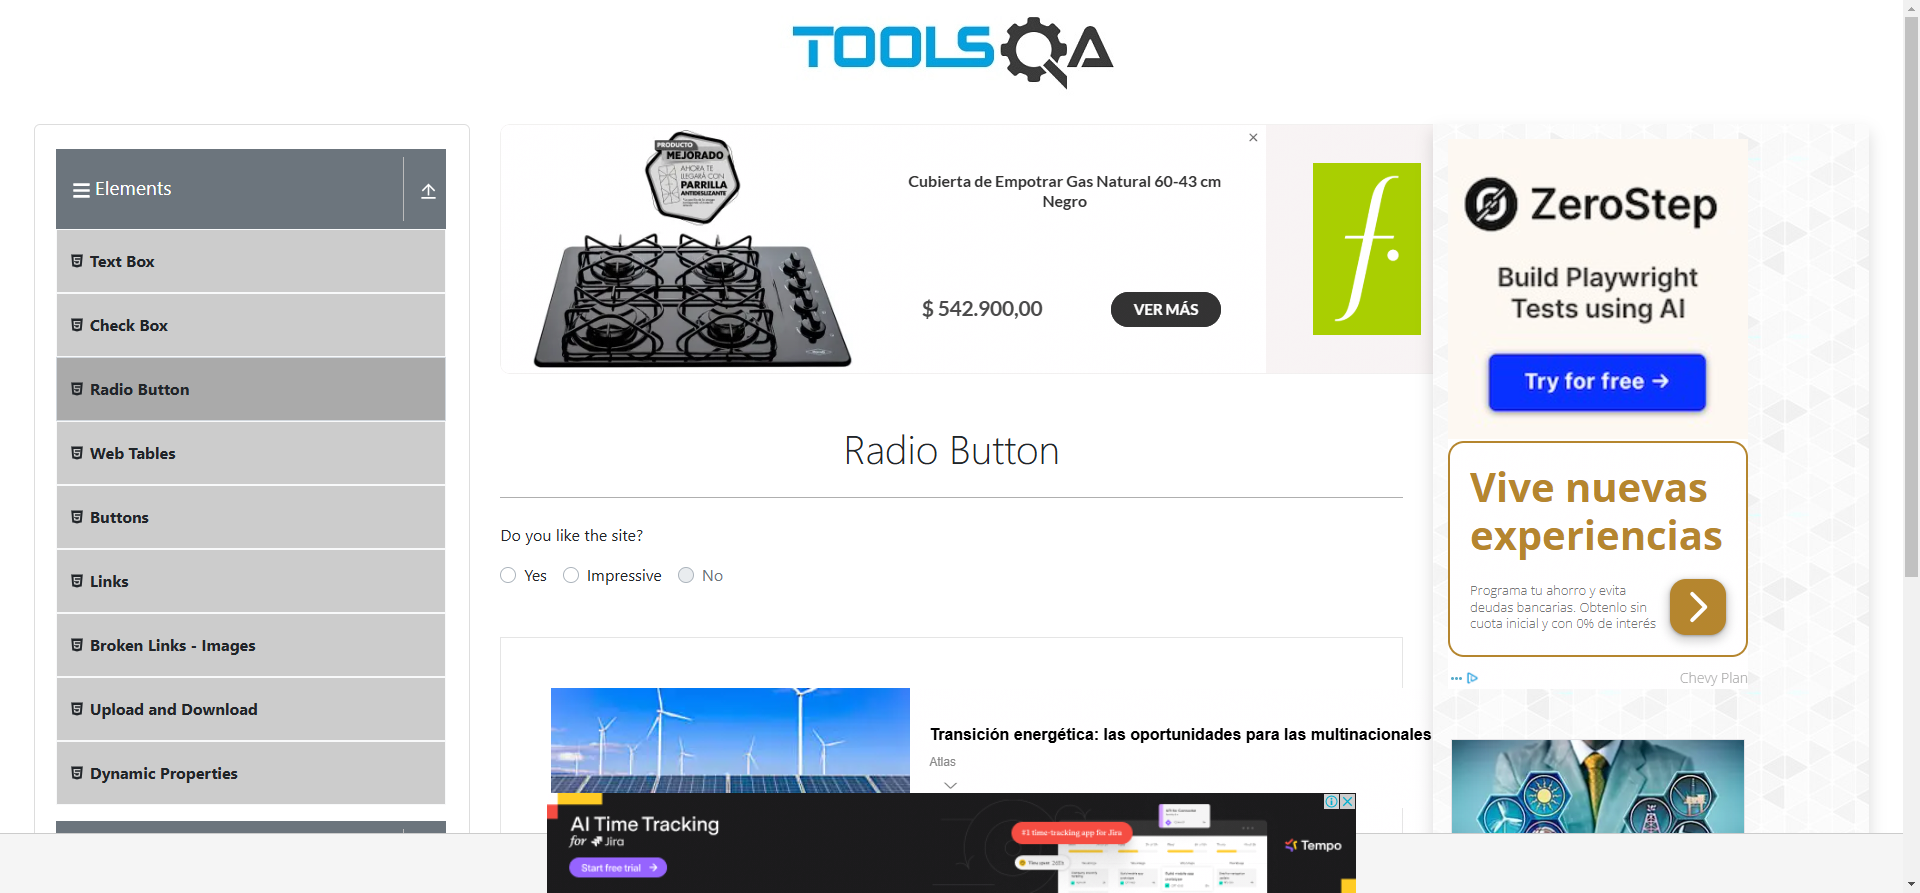 TOOLSQA
Elements
Text Box
Check Box
Radio Button
Web Tables
Buttons
Links
Broken Links - Images
Upload and Download
Dynamic Properties
PRODUCTO
MEJORADO
AHORA TE
LLEGARÁ CON
PARRILLA
ANTIDESLIZANTE
Cubierta de Empotrar Gas Natural 60-43 cm
Negro
$ 542.900,00
VER MÁS
f.
Radio Button
Do you like the site?
Yes
Impressive
No
Transición energética: las oportunidades para las multinacionales
Atlas
ZeroStep
Build Playwright
Tests using AI
Try for free →
Vive nuevas
experiencias
Programa tu ahorro y evita
deudas bancarias. Obtenlo sin
cuota inicial y con 0% de interés
Chevy Plan
AI Time Tracking
for Jira
Start free trial →
#1 time-tracking app for Jira
Tempo